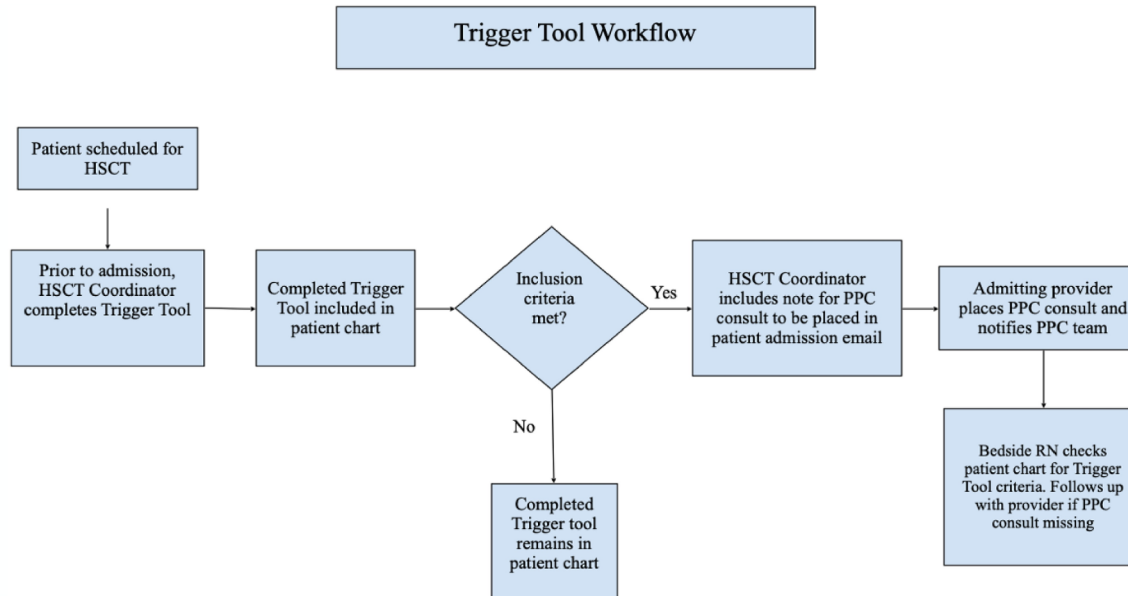 Trigger Tool Workflow
Patient scheduled for
HSCT
Prior to admission,
HSCT Coordinator
completes Trigger Tool
Completed Trigger
Tool included in
patient chart
Inclusion
criteria
met?
Yes
HSCT Coordinator
includes note for PPC
consult to be placed in
patient admission email
Admitting provider
places PPC consult and
notifies PPC team
No
Bedside RN checks
patient chart for Trigger
Tool criteria. Follows up
with provider if PPC
consult missing
Completed
Trigger tool
remains in
patient chart